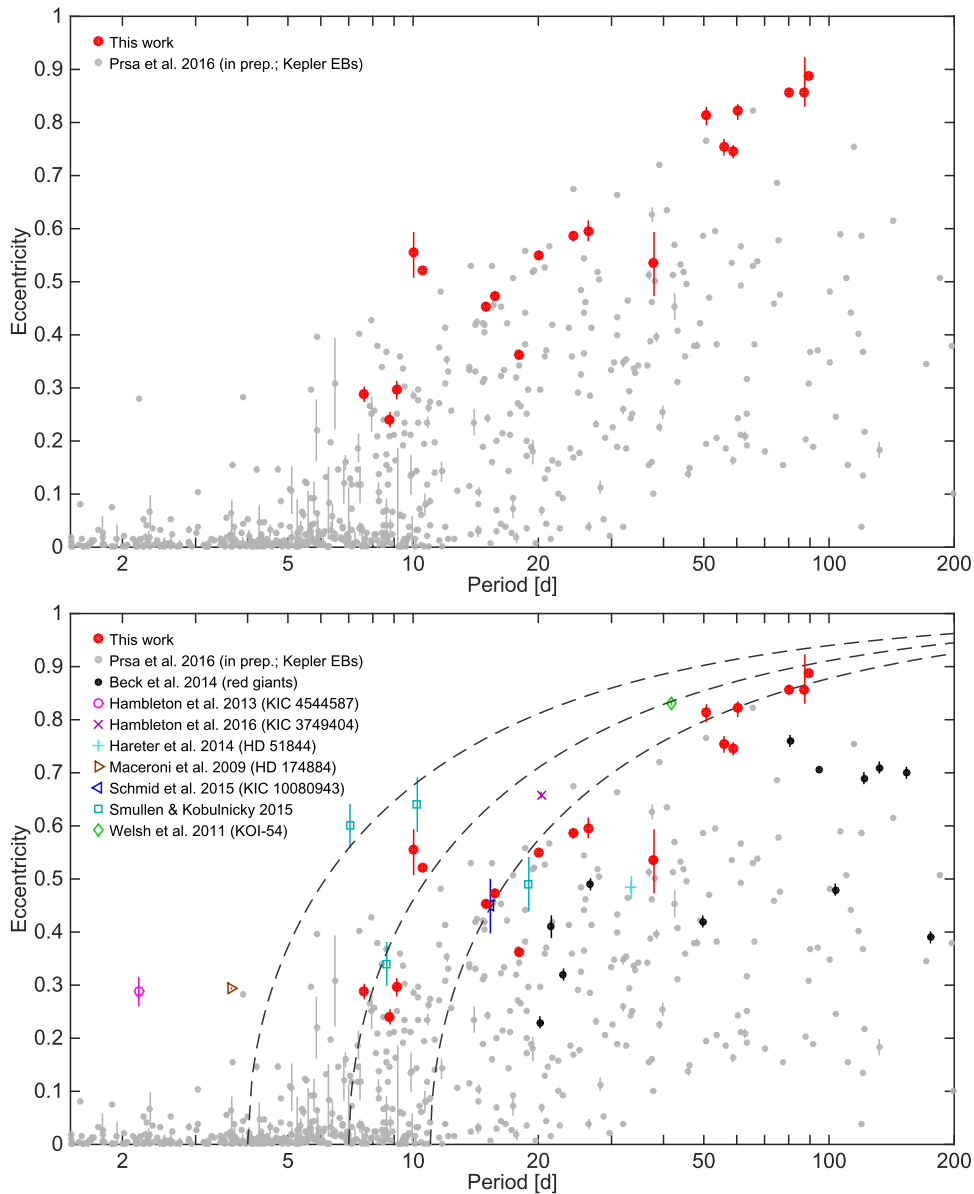 1
0.9
0.8
0.7
0.6
0.5
0.4
0.3
0.2
0.1
0
Eccentricity
This work
Prsa et al. 2016 (in prep.; Kepler EBs)
2
5
10
20
50
100
200
Period [d]
1
0.9
0.8
0.7
0.6
0.5
0.4
0.3
0.2
0.1
0
Eccentricity
This work
Prsa et al. 2016 (in prep.; Kepler EBs)
Beck et al. 2014 (red giants)
Hambleton et al. 2013 (KIC 4544587)
Hambleton et al. 2016 (KIC 3749404)
Hareter et al. 2014 (HD 51844)
Maceroni et al. 2009 (HD 174884)
Schmid et al. 2015 (KIC 10080943)
Smullen & Kobulnicky 2015
Welsh et al. 2011 (KOI-54)
2
5
10
20
50
100
200
Period [d]